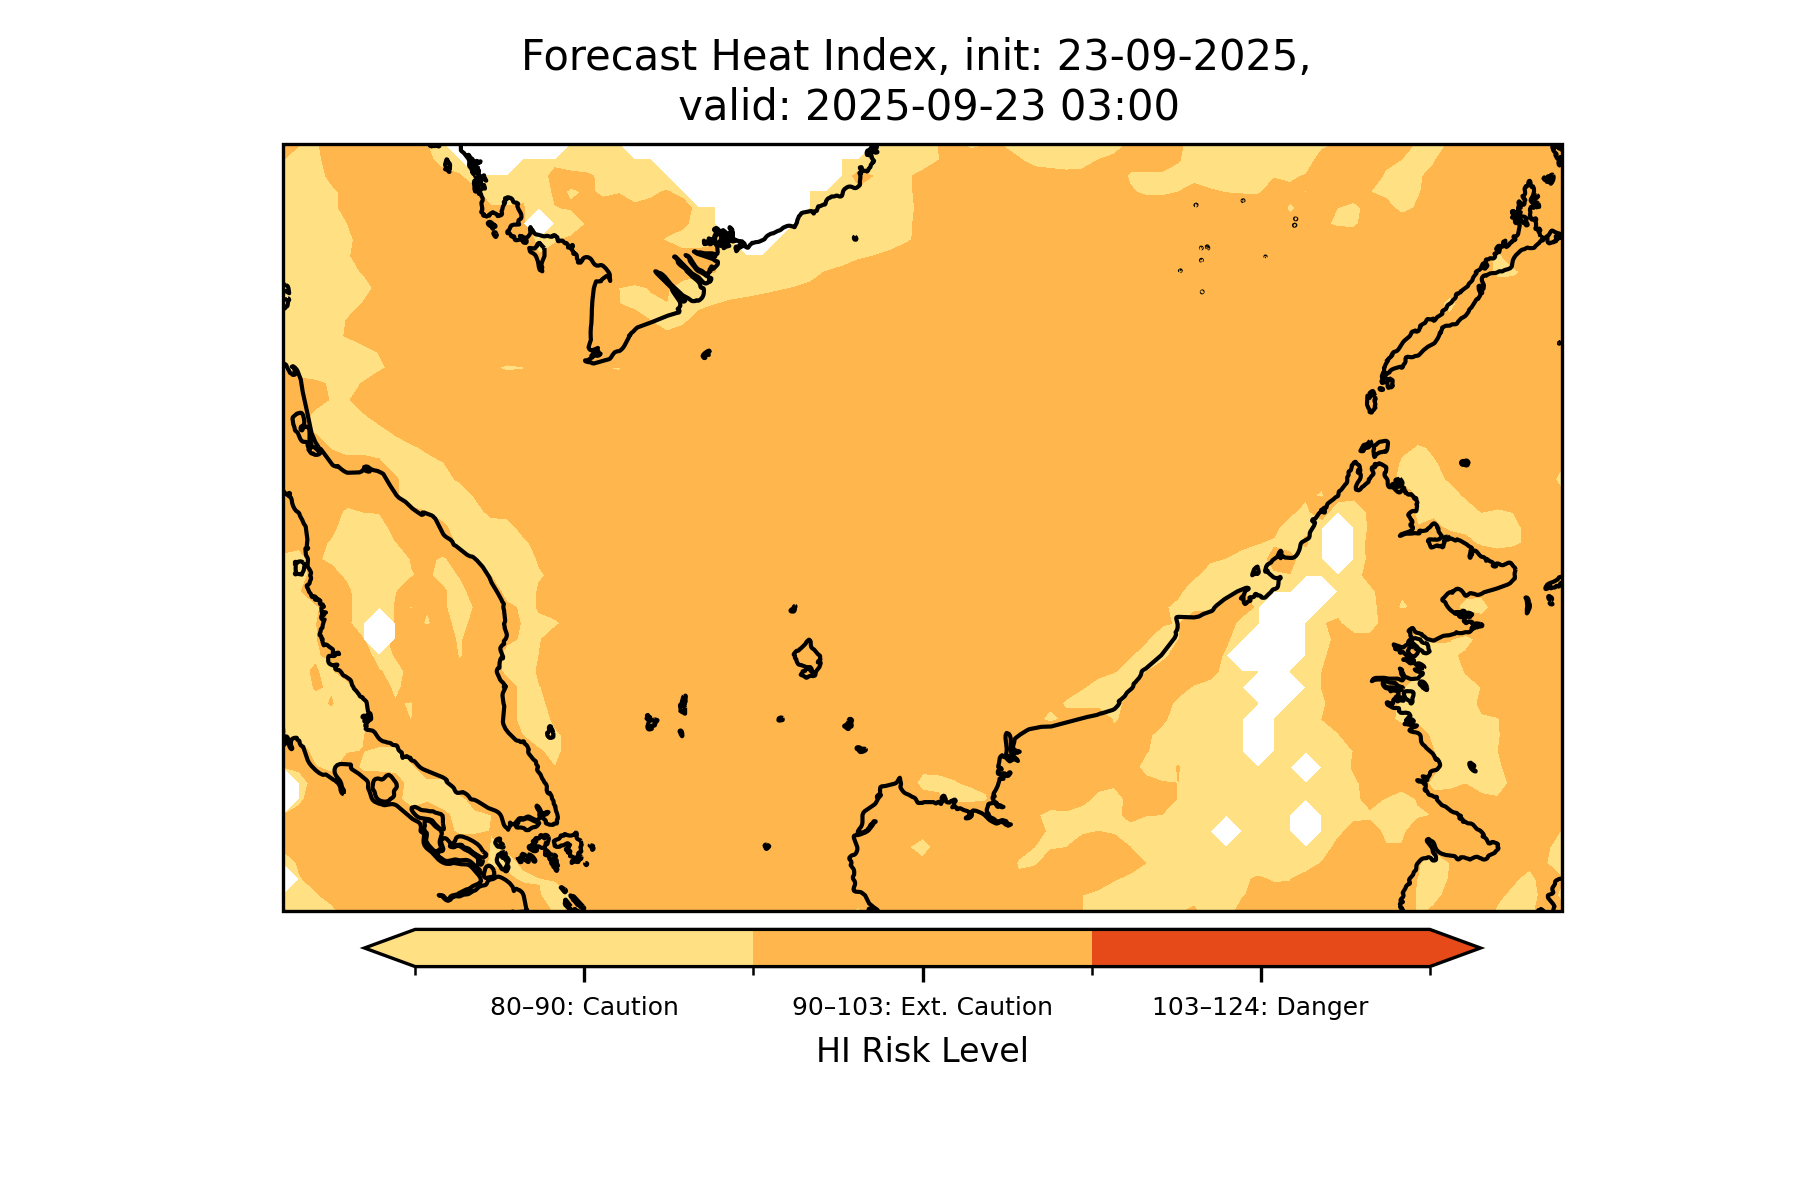 Forecast Heat Index, init: 23-09-2025,
valid: 2025-09-23 03:00
80–90: Caution
90–103: Ext. Caution
103–124: Danger
HI Risk Level